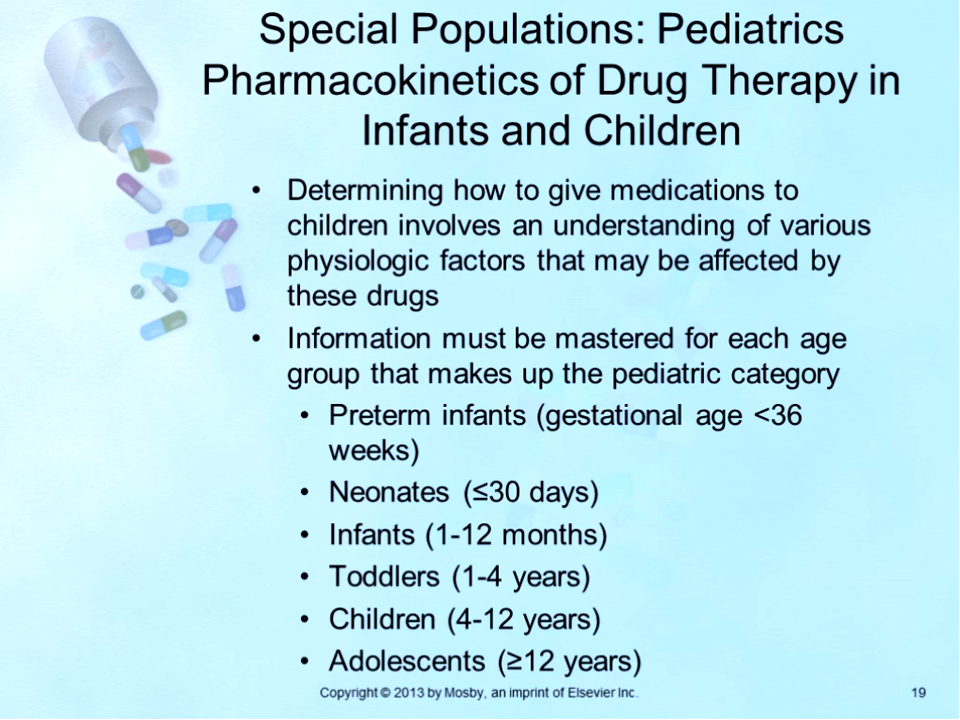 Special Populations: Pediatrics
Pharmacokinetics of Drug Therapy in
Infants and Children
• Determining how to give medications to
children involves an understanding of various
physiologic factors that may be affected by
these drugs
• Information must be mastered for each age
group that makes up the pediatric category
• Preterm infants (gestational age <36
weeks)
• Neonates (≤30 days)
• Infants (1-12 months)
• Toddlers (1-4 years)
• Children (4-12 years)
• Adolescents (≥12 years)
Copyright © 2013 by Mosby, an imprint of Elsevier Inc.
19